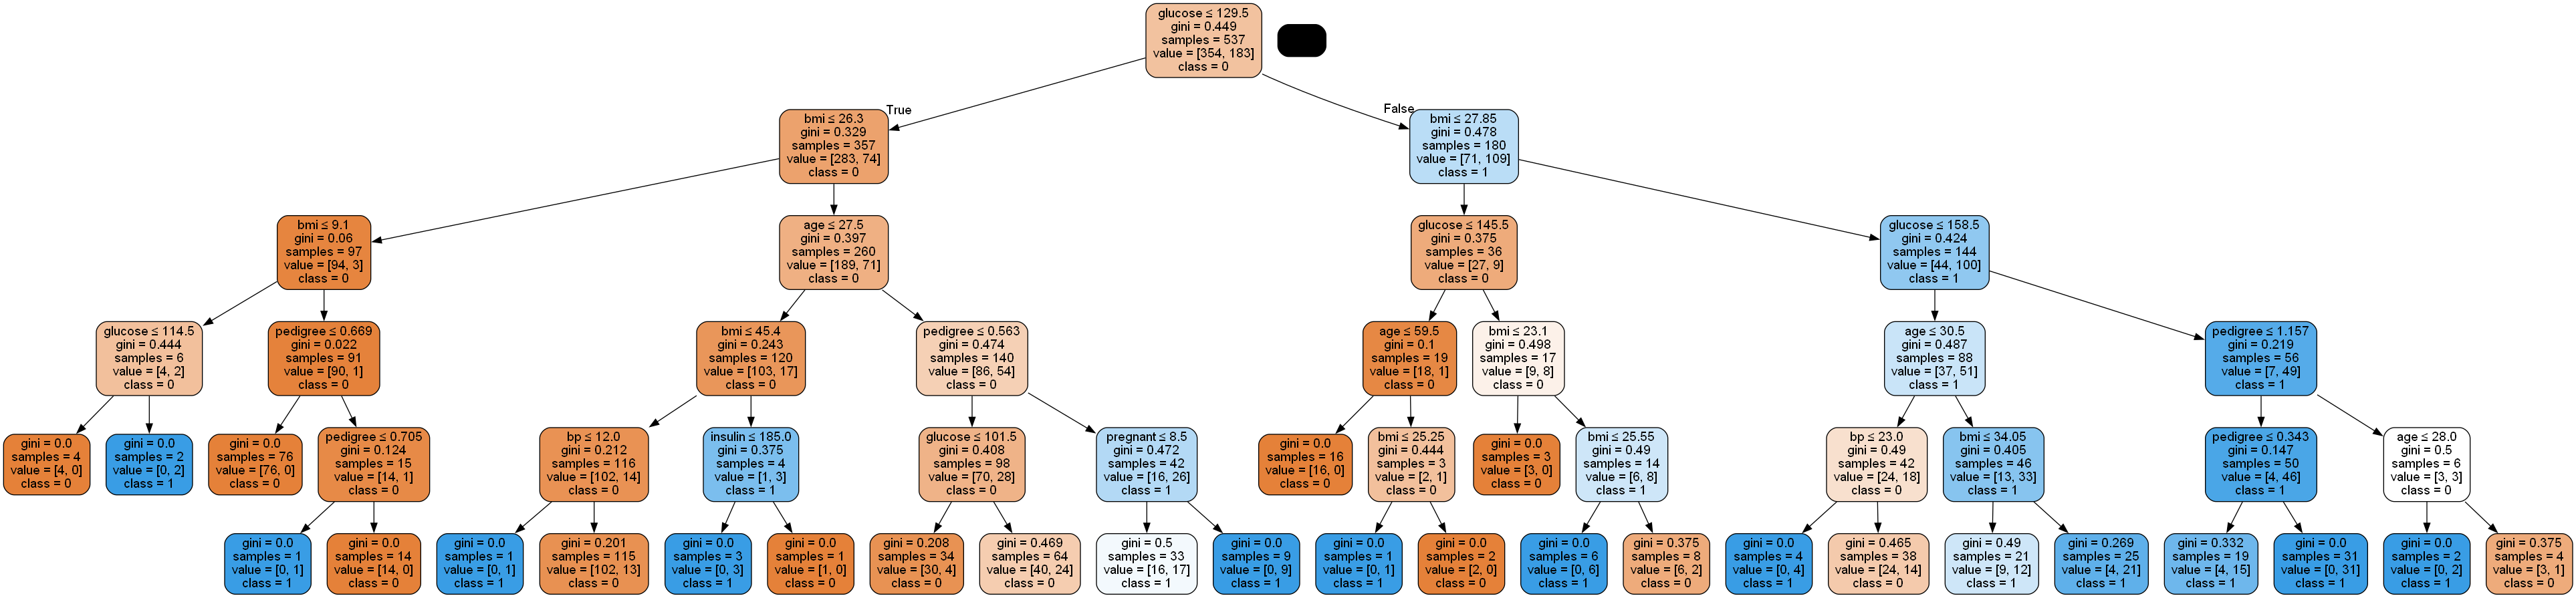 glucose ≤ 129.5
gini = 0.449
samples = 537
value = [354, 183]
class = 0
True
False
bmi ≤ 26.3
gini = 0.329
samples = 357
value = [283, 74]
class = 0
bmi ≤ 27.85
gini = 0.478
samples = 180
value = [71, 109]
class = 1
bmi ≤ 9.1
gini = 0.06
samples = 97
value = [94, 3]
class = 0
age ≤ 27.5
gini = 0.397
samples = 260
value = [189, 71]
class = 0
glucose ≤ 145.5
gini = 0.375
samples = 36
value = [27, 9]
class = 0
glucose ≤ 158.5
gini = 0.424
samples = 144
value = [44, 100]
class = 1
glucose ≤ 114.5
gini = 0.444
samples = 6
value = [4, 2]
class = 0
pedigree ≤ 0.669
gini = 0.022
samples = 91
value = [90, 1]
class = 0
bmi ≤ 45.4
gini = 0.243
samples = 120
value = [103, 17]
class = 0
pedigree ≤ 0.563
gini = 0.474
samples = 140
value = [86, 54]
class = 0
age ≤ 59.5
gini = 0.1
samples = 19
value = [18, 1]
class = 0
bmi ≤ 23.1
gini = 0.498
samples = 17
value = [9, 8]
class = 0
age ≤ 30.5
gini = 0.487
samples = 88
value = [37, 51]
class = 1
pedigree ≤ 1.157
gini = 0.219
samples = 56
value = [7, 49]
class = 1
gini = 0.0
samples = 4
value = [4, 0]
class = 0
gini = 0.0
samples = 2
value = [0, 2]
class = 1
gini = 0.0
samples = 76
value = [76, 0]
class = 0
pedigree ≤ 0.705
gini = 0.124
samples = 15
value = [14, 1]
class = 0
bp ≤ 12.0
gini = 0.212
samples = 116
value = [102, 14]
class = 0
insulin ≤ 185.0
gini = 0.375
samples = 4
value = [1, 3]
class = 1
glucose ≤ 101.5
gini = 0.408
samples = 98
value = [70, 28]
class = 0
pregnant ≤ 8.5
gini = 0.472
samples = 42
value = [16, 26]
class = 1
gini = 0.0
samples = 16
value = [16, 0]
class = 0
bmi ≤ 25.25
gini = 0.444
samples = 3
value = [2, 1]
class = 0
gini = 0.0
samples = 3
value = [3, 0]
class = 0
bmi ≤ 25.55
gini = 0.49
samples = 14
value = [6, 8]
class = 1
bp ≤ 23.0
gini = 0.49
samples = 42
value = [24, 18]
class = 0
bmi ≤ 34.05
gini = 0.405
samples = 46
value = [13, 33]
class = 1
pedigree ≤ 0.343
gini = 0.147
samples = 50
value = [4, 46]
class = 1
age ≤ 28.0
gini = 0.5
samples = 6
value = [3, 3]
class = 0
gini = 0.0
samples = 1
value = [0, 1]
class = 1
gini = 0.0
samples = 14
value = [14, 0]
class = 0
gini = 0.0
samples = 1
value = [0, 1]
class = 1
gini = 0.201
samples = 115
value = [102, 13]
class = 0
gini = 0.0
samples = 3
value = [0, 3]
class = 1
gini = 0.0
samples = 1
value = [1, 0]
class = 0
gini = 0.208
samples = 34
value = [30, 4]
class = 0
gini = 0.469
samples = 64
value = [40, 24]
class = 0
gini = 0.5
samples = 33
value = [16, 17]
class = 1
gini = 0.0
samples = 9
value = [0, 9]
class = 1
gini = 0.0
samples = 1
value = [0, 1]
class = 1
gini = 0.0
samples = 2
value = [2, 0]
class = 0
gini = 0.0
samples = 6
value = [0, 6]
class = 1
gini = 0.375
samples = 8
value = [6, 2]
class = 0
gini = 0.0
samples = 4
value = [0, 4]
class = 1
gini = 0.465
samples = 38
value = [24, 14]
class = 0
gini = 0.49
samples = 21
value = [9, 12]
class = 1
gini = 0.269
samples = 25
value = [4, 21]
class = 1
gini = 0.332
samples = 19
value = [4, 15]
class = 1
gini = 0.0
samples = 31
value = [0, 31]
class = 1
gini = 0.0
samples = 2
value = [0, 2]
class = 1
gini = 0.375
samples = 4
value = [3, 1]
class = 0